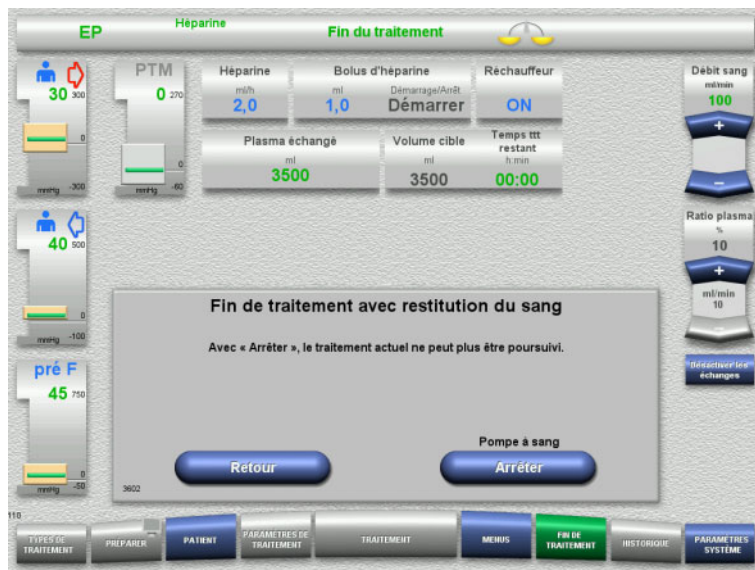 EP
Héparine
Fin du traitement
30
300
0
-300
mmHg
PTM
0
270
0
-60
mmHg
Héparine
ml/h
2,0
Bolus d'héparine
ml
1,0
Démarrage/Arrêt
Démarrer
Réchauffeur
ON
Plasma échangé
ml
3500
Volume cible
ml
3500
Temps ttt
restant
h:min
00:00
Débit sang
ml/min
100
+
−
40
500
0
-100
mmHg
Ratio plasma
%
10
+
ml/min
10
−
Désactiver les
échanges
pré F
45
750
0
-50
mmHg
Fin de traitement avec restitution du sang
Avec « Arrêter », le traitement actuel ne peut plus être poursuivi.
Pompe à sang
Retour
Arrêter
3602
110
TYPES DE
TRAITEMENT
PRÉPARER
PATIENT
PARAMÈTRES DE
TRAITEMENT
TRAITEMENT
MENUS
FIN DE
TRAITEMENT
HISTORIQUE
PARAMÈTRES
SYSTÈME